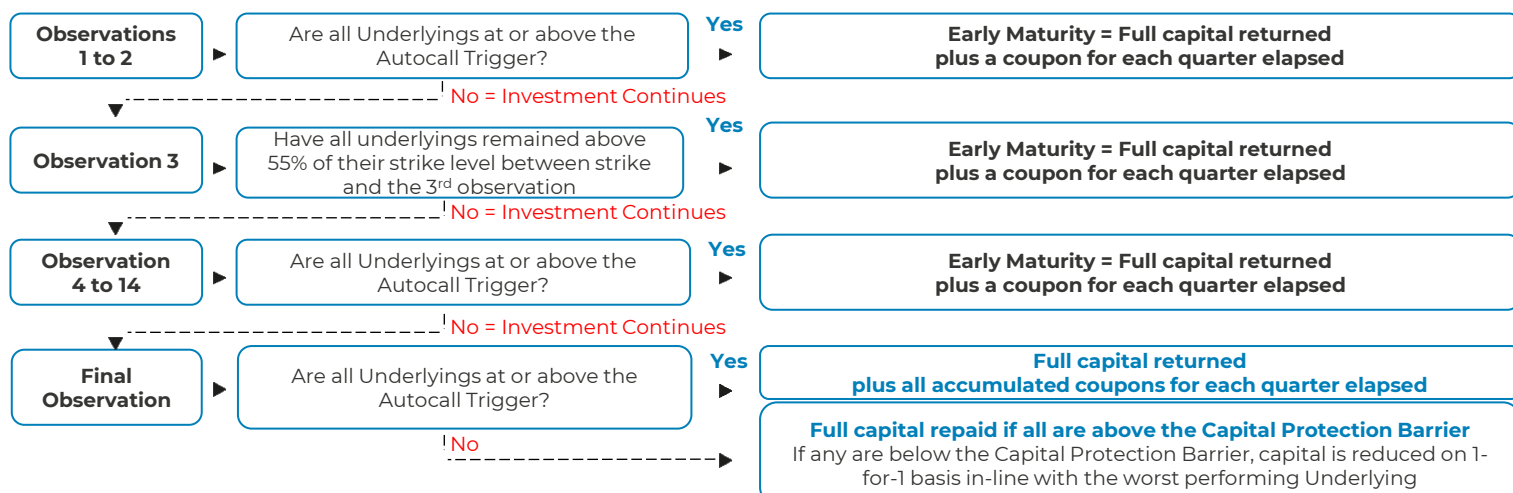 Observations
1 to 2
Are all Underlyings at or above the
Autocall Trigger?
Yes
Early Maturity = Full capital returned
plus a coupon for each quarter elapsed
No = Investment Continues
Observation 3
Have all underlyings remained above
55% of their strike level between strike
and the 3rd observation
Yes
Early Maturity = Full capital returned
plus a coupon for each quarter elapsed
No = Investment Continues
Observation
4 to 14
Are all Underlyings at or above the
Autocall Trigger?
Yes
Early Maturity = Full capital returned
plus a coupon for each quarter elapsed
No = Investment Continues
Final
Observation
Are all Underlyings at or above the
Autocall Trigger?
Yes
Full capital returned
plus all accumulated coupons for each quarter elapsed
No
Full capital repaid if all are above the Capital Protection Barrier
If any are below the Capital Protection Barrier, capital is reduced on 1-
for-1 basis in-line with the worst performing Underlying